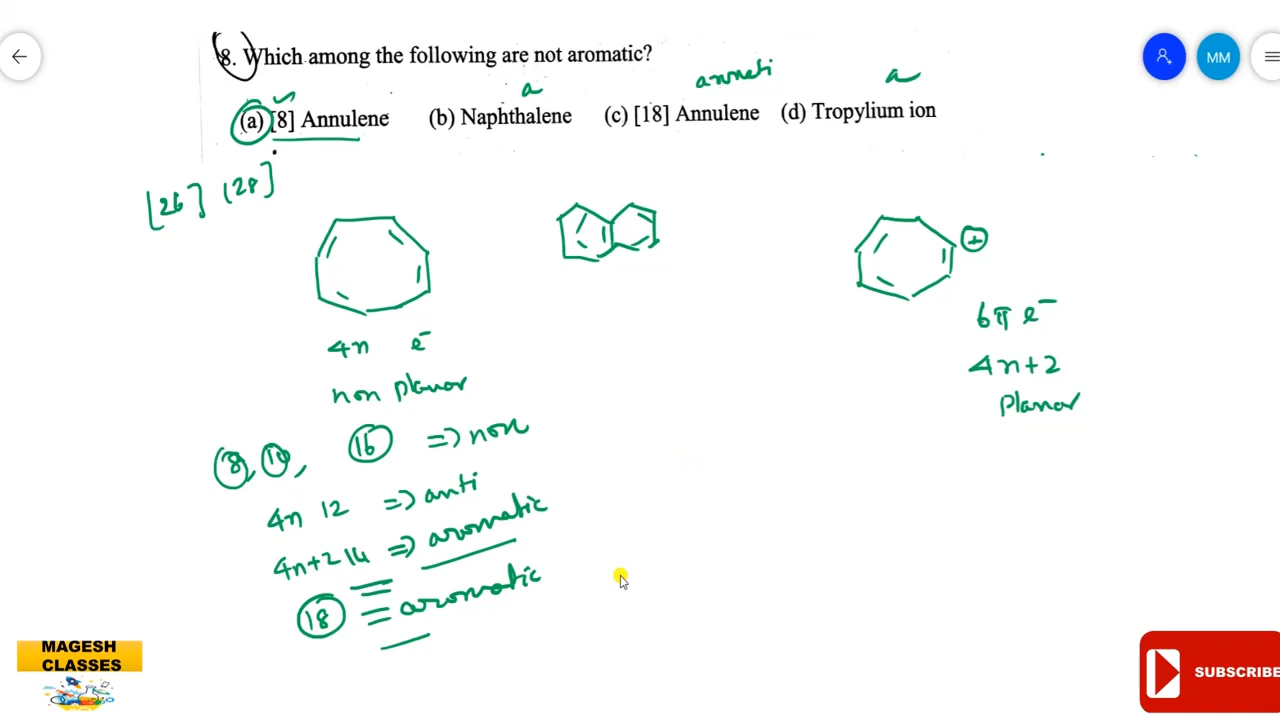 MM
8. Which among the following are not aromatic?
a
a
(a) [8] Annulene (b) Naphthalene (c) [18] Annulene (d) Tropylium ion
[26] [28]
+
6π e⁻
4n e⁻
4n+2
non planar
planar
8, 10, 16 => non
4n 12 => anti
4n+2 14 => aromatic
18 = aromatic
MAGESH
CLASSES
SUBSCRIBE